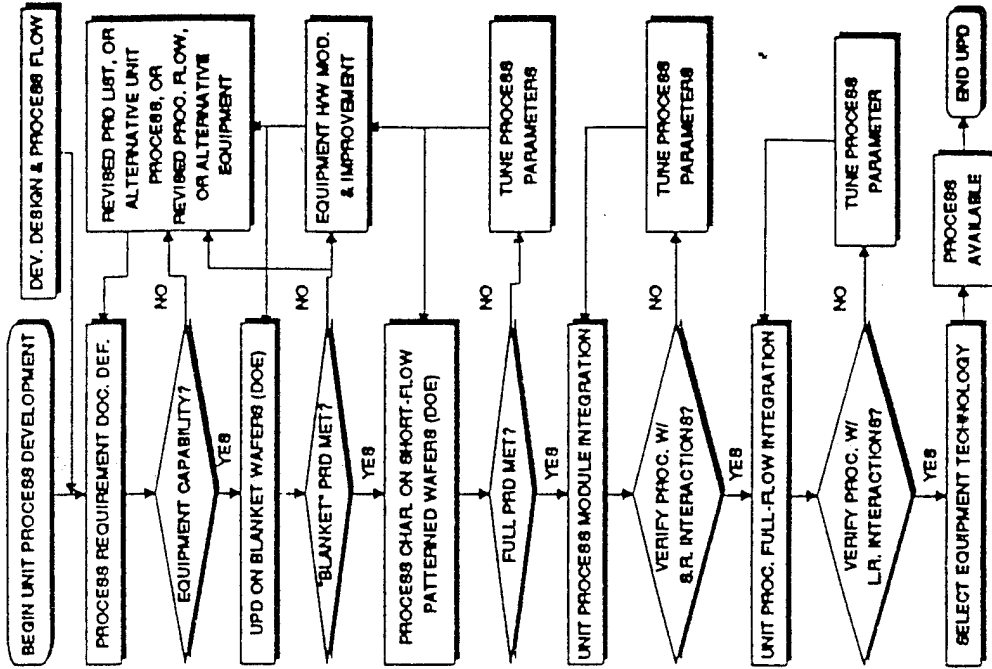 BEGIN UNIT PROCESS DEVELOPMENT
DEV. DESIGN & PROCESS FLOW
PROCESS REQUIREMENT DOC. DEF.
REVISED PRD LIST, OR
ALTERNATIVE UNIT
PROCESS, OR
REVISED PROC. FLOW,
OR ALTERNATIVE
EQUIPMENT
EQUIPMENT CAPABILITY?
NO
YES
UPD ON BLANKET WAFERS (DOE)
"BLANKET" PRD MET?
NO
YES
EQUIPMENT H/W MOD.
& IMPROVEMENT
PROCESS CHAR. ON SHORT-FLOW
PATTERNED WAFERS (DOE)
FULL PRD MET?
NO
YES
TUNE PROCESS
PARAMETERS
UNIT PROCESS MODULE INTEGRATION
VERIFY PROC. W/
S.R. INTERACTIONS?
NO
YES
TUNE PROCESS
PARAMETERS
UNIT PROC. FULL-FLOW INTEGRATION
VERIFY PROC. W/
L.R. INTERACTIONS?
NO
YES
TUNE PROCESS
PARAMETER
SELECT EQUIPMENT TECHNOLOGY
PROCESS
AVAILABLE
END UPD